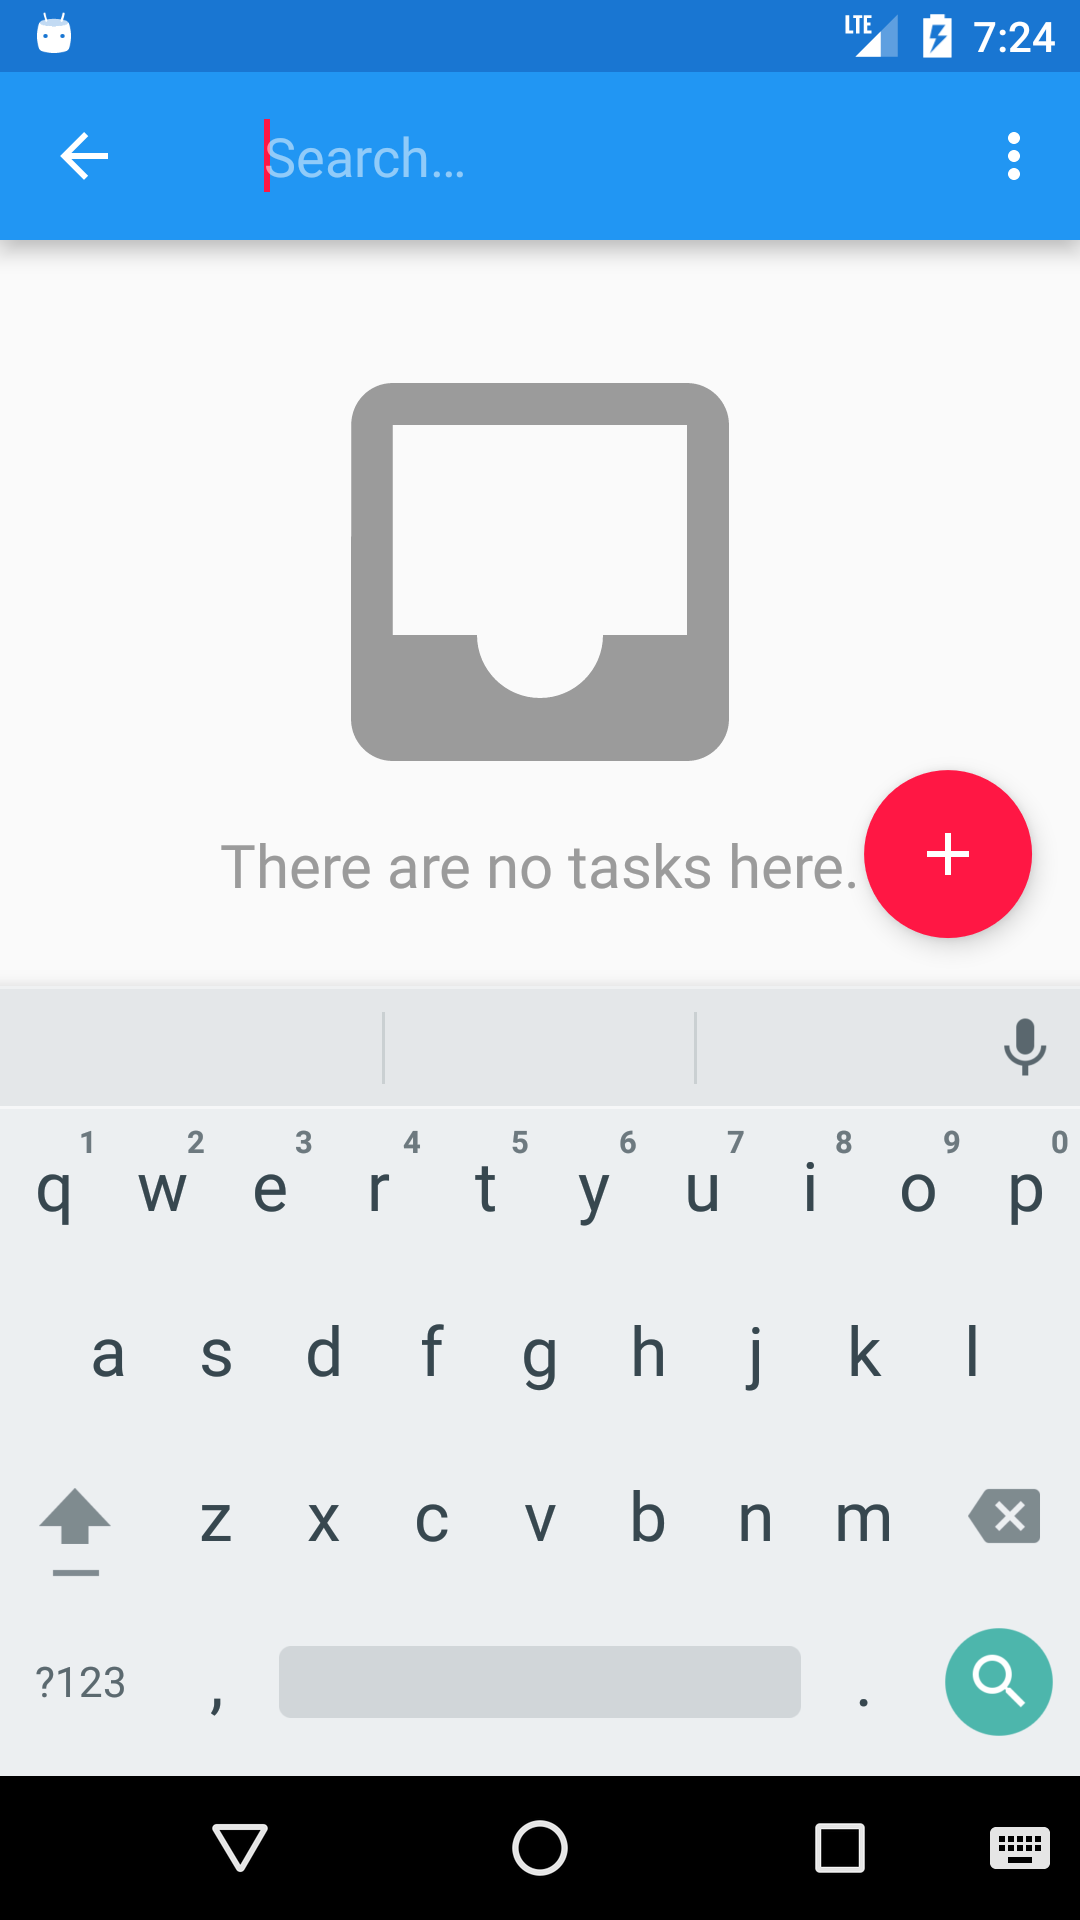 LTE 7:24
Search...
There are no tasks here.
1 2 3 4 5 6 7 8 9 0
q w e r t y u i o p
a s d f g h j k l
z x c v b n m
?123 , .